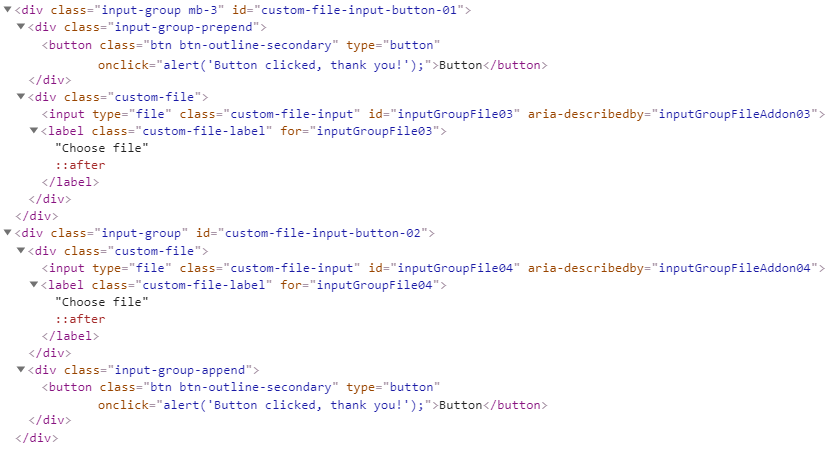 <div class="input-group mb-3" id="custom-file-input-button-01">
<div class="input-group-prepend">
<button class="btn btn-outline-secondary" type="button"
onclick="alert('Button clicked, thank you!');">Button</button>
</div>
<div class="custom-file">
<input type="file" class="custom-file-input" id="inputGroupFile03" aria-describedby="inputGroupFileAddon03">
<label class="custom-file-label" for="inputGroupFile03">
"Choose file"
::after
</label>
</div>
</div>
<div class="input-group" id="custom-file-input-button-02">
<div class="custom-file">
<input type="file" class="custom-file-input" id="inputGroupFile04" aria-describedby="inputGroupFileAddon04">
<label class="custom-file-label" for="inputGroupFile04">
"Choose file"
::after
</label>
</div>
<div class="input-group-append">
<button class="btn btn-outline-secondary" type="button"
onclick="alert('Button clicked, thank you!');">Button</button>
</div>
</div>